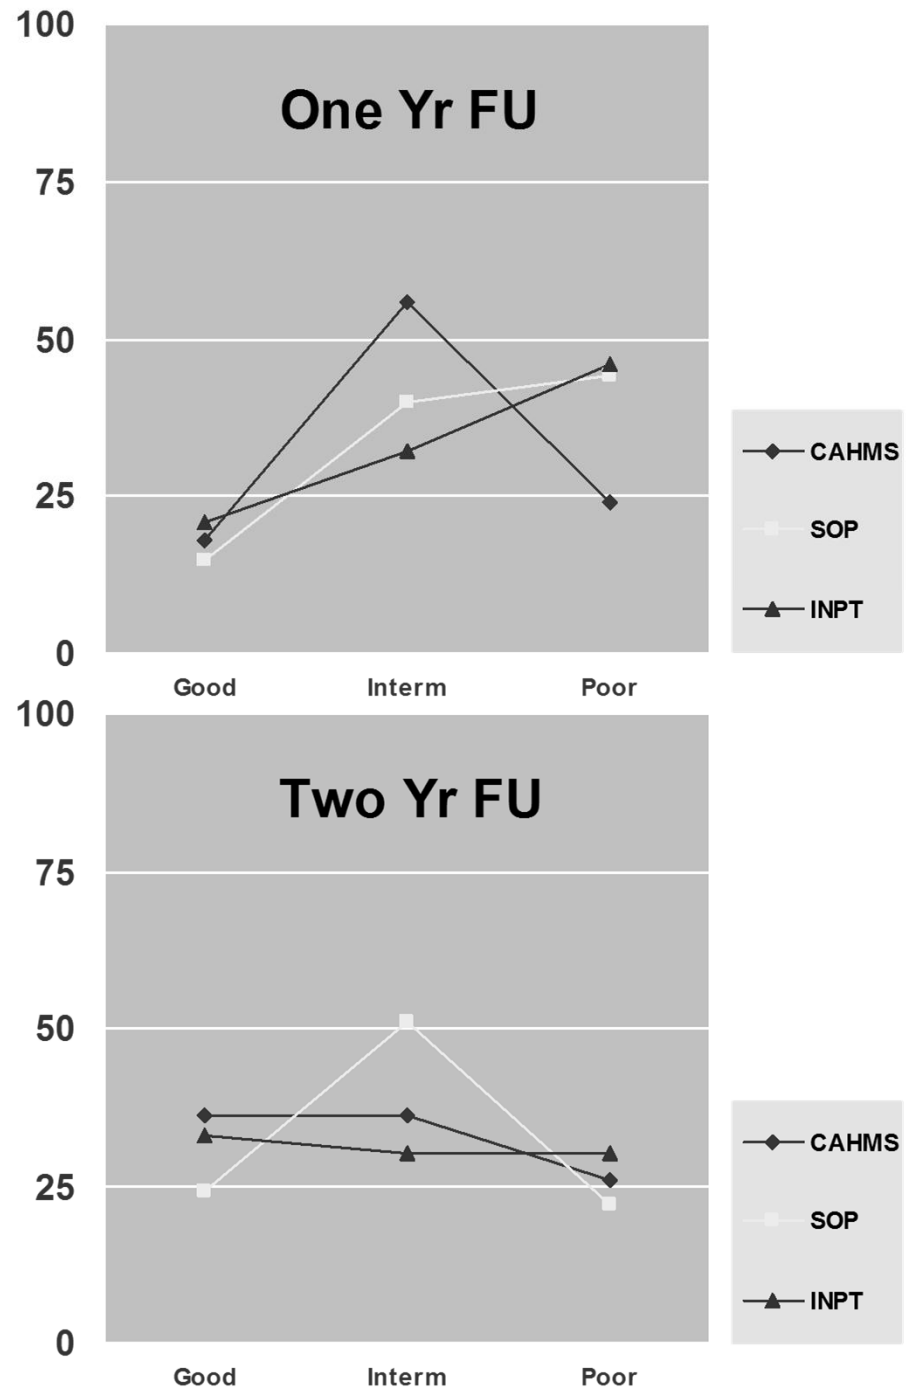 100
One Yr FU
75
50
25
0
CAHMS
SOP
INPT
Good Interm Poor
100
Two Yr FU
75
50
25
0
CAHMS
SOP
INPT
Good Interm Poor